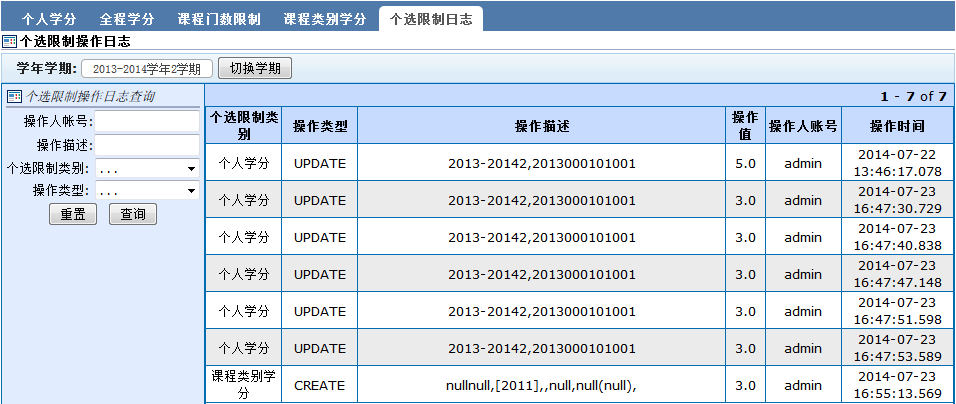 个人学分 全程学分 课程门数限制 课程类别学分 个选限制日志
个选限制操作日志
学年学期: 2013-2014学年2学期 切换学期
个选限制操作日志查询
操作人帐号:
操作描述:
个选限制类别: ...
操作类型: ...
重置 查询
1 - 7 of 7
个选限制类别 操作类型 操作描述 操作值 操作人账号 操作时间
个人学分 UPDATE 2013-20142,2013000101001 5.0 admin 2014-07-22 13:46:17.078
个人学分 UPDATE 2013-20142,2013000101001 3.0 admin 2014-07-23 16:47:30.729
个人学分 UPDATE 2013-20142,2013000101001 3.0 admin 2014-07-23 16:47:40.838
个人学分 UPDATE 2013-20142,2013000101001 3.0 admin 2014-07-23 16:47:47.148
个人学分 UPDATE 2013-20142,2013000101001 3.0 admin 2014-07-23 16:47:51.598
个人学分 UPDATE 2013-20142,2013000101001 3.0 admin 2014-07-23 16:47:53.589
课程类别学分 CREATE nullnull,[2011],,null,null(null), 3.0 admin 2014-07-23 16:55:13.569